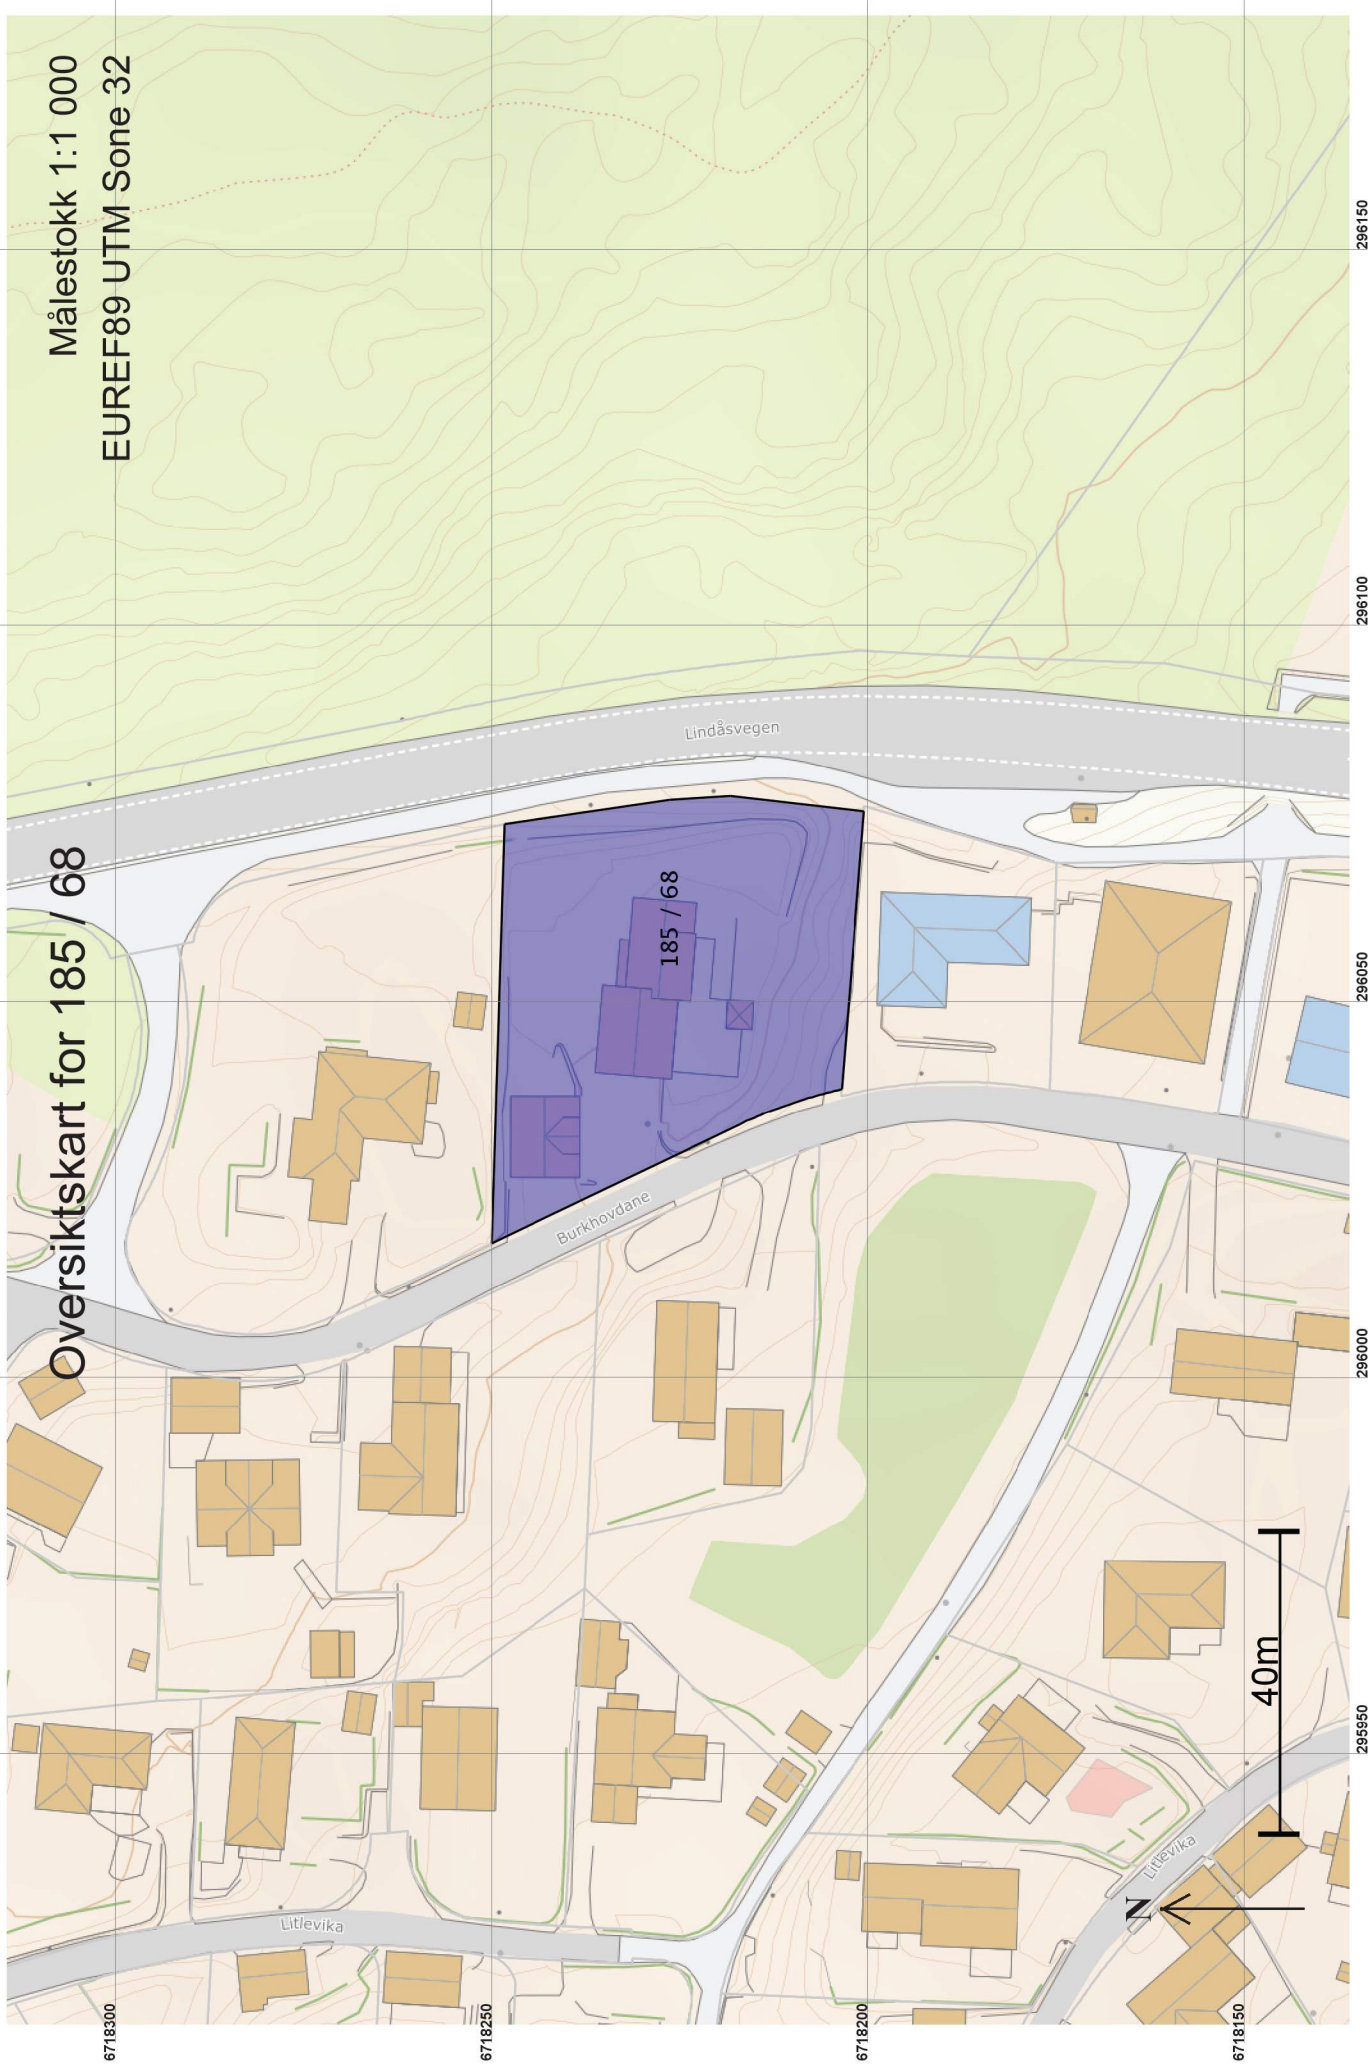 Oversiktskart for 185 / 68
Målestokk 1:1 000
EUREF89 UTM Sone 32
6718300
6718250
6718200
6718150
295950
296000
296050
296100
296150
Lindåsvegen
185 / 68
Burkhovdane
Litlevika
Litlevika
N
40m